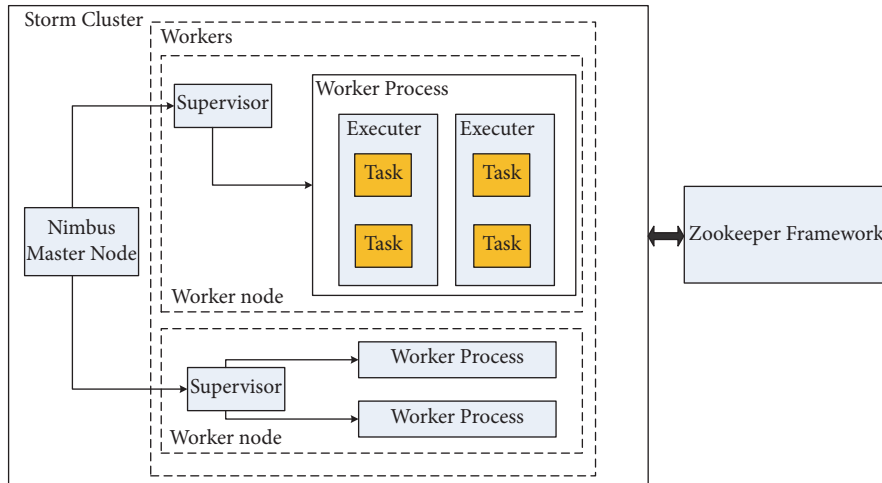 Storm Cluster
Workers
Supervisor
Worker Process
Executer
Executer
Task
Task
Task
Task
Nimbus
Master Node
Worker node
Zookeeper Framework
Supervisor
Worker Process
Worker Process
Worker node